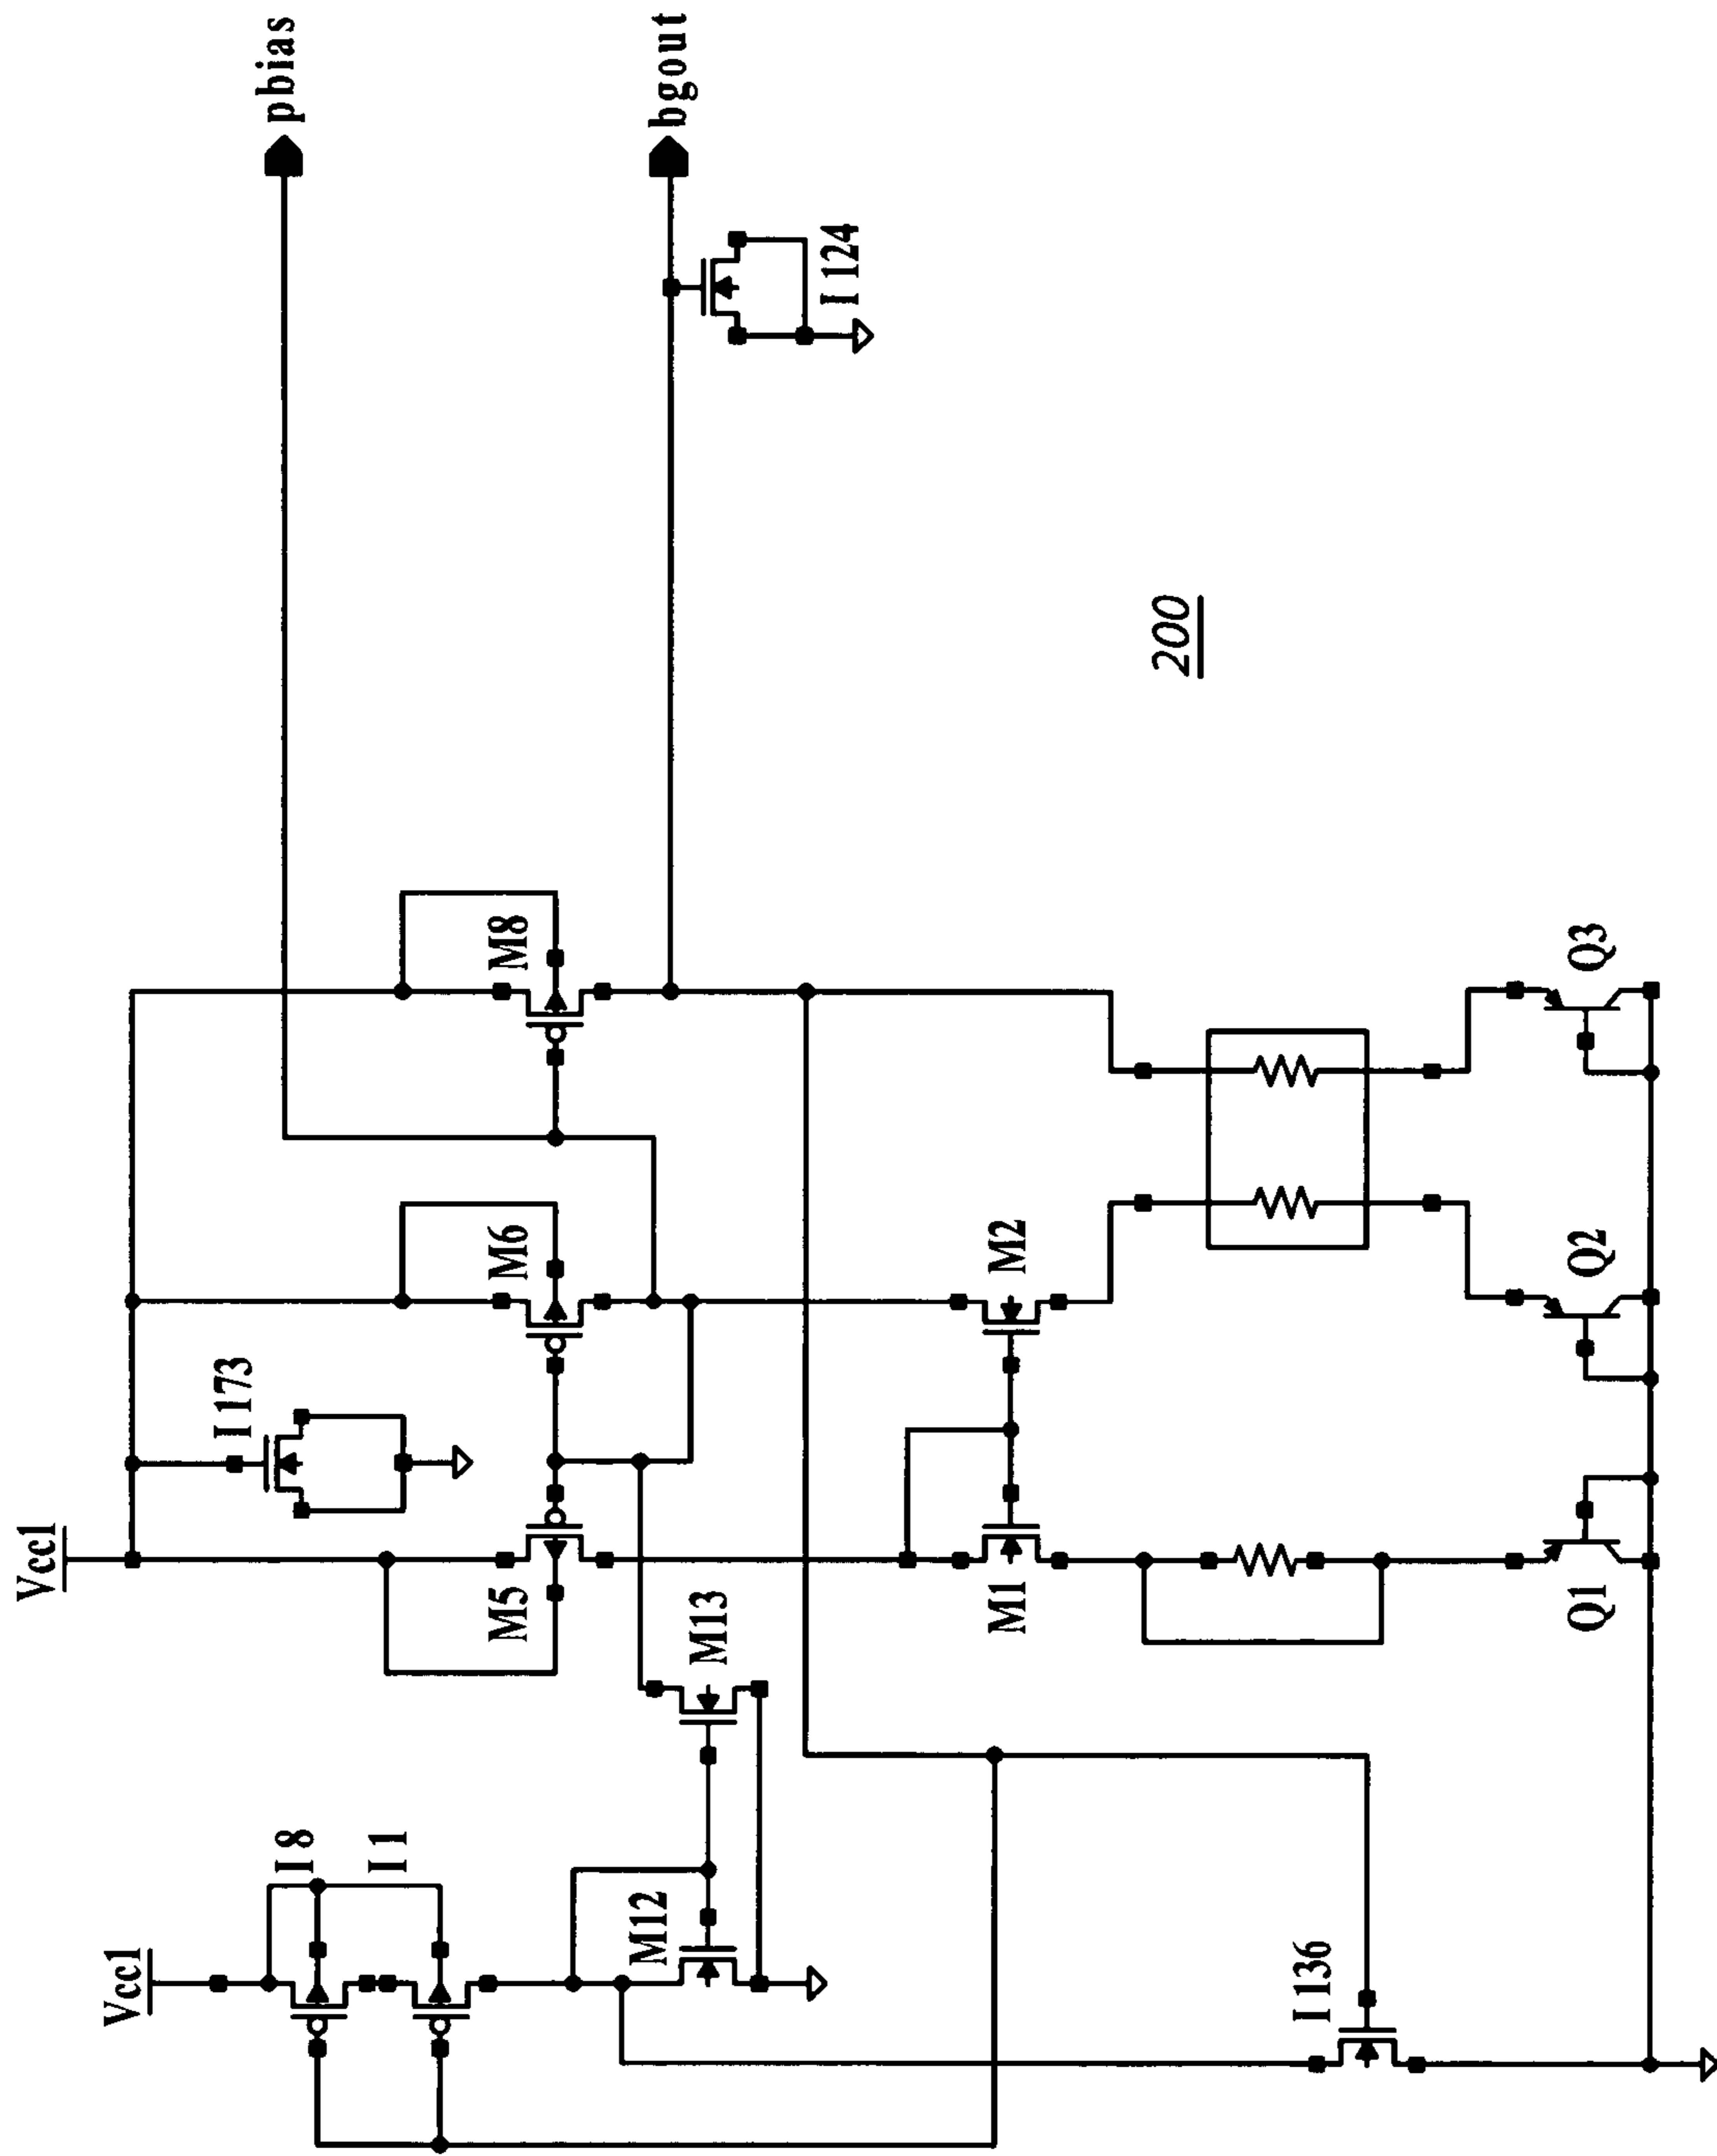 pbias
bgout
I 124
200
M8
Q3
M6
M2
Q2
I 173
Vcc1
M5
M13
M1
Q1
I 8
I 1
M12
Vcc1
I 136